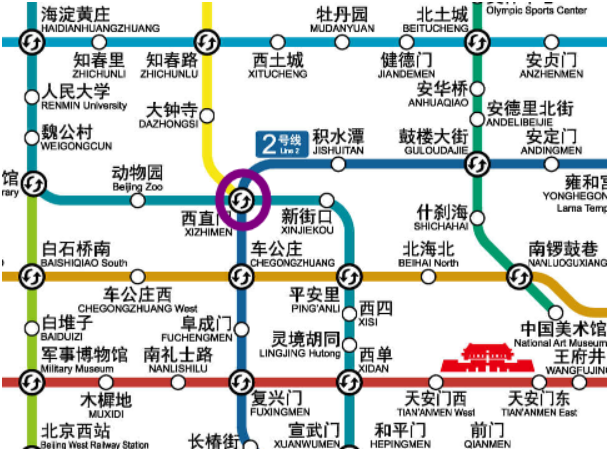 海淀黄庄
HAIDIANHUANGZHUANG
牡丹园
MUDANYUAN
北土城
BEITUCHENG
Olympic Sports Center
知春里
ZHICHUNLI
知春路
ZHICHUNLU
西土城
XITUCHENG
健德门
JIANDEMEN
安贞门
ANZHENMEN
人民大学
RENMIN University
大钟寺
DAZHONGSI
安华桥
ANHUAQIAO
安德里北街
ANDELIBEIJIE
魏公村
WEIGONGCUN
2号线
Line 2
积水潭
JISHUITAN
鼓楼大街
GULOUDAJIE
安定门
ANDINGMEN
馆
rary
动物园
Beijing Zoo
雍和宫
YONGHEGON
Lama Temp
西直门
XIZHIMEN
新街口
XINJIEKOU
什刹海
SHICHAHAI
白石桥南
BAISHIQIAO South
车公庄
CHEGONGZHUANG
北海北
BEIHAI North
南锣鼓巷
NANLUOGUXIANG
车公庄西
CHEGONGZHUANG West
平安里
PING'ANLI
西四
XISI
白堆子
BAIDUIZI
阜成门
FUCHENGMEN
灵境胡同
LINGJING Hutong
中国美术馆
National Art Museum
军事博物馆
Military Museum
南礼士路
NANLISHILU
西单
XIDAN
王府井
WANGFUJIN
木樨地
MUXIDI
复兴门
FUXINGMEN
天安门西
TIAN'ANMEN West
天安门东
TIAN'ANMEN East
北京西站
Beijing West Railway Station
长椿街
宣武门
XUANWUMEN
和平门
HEPINGMEN
前门
QIANMEN